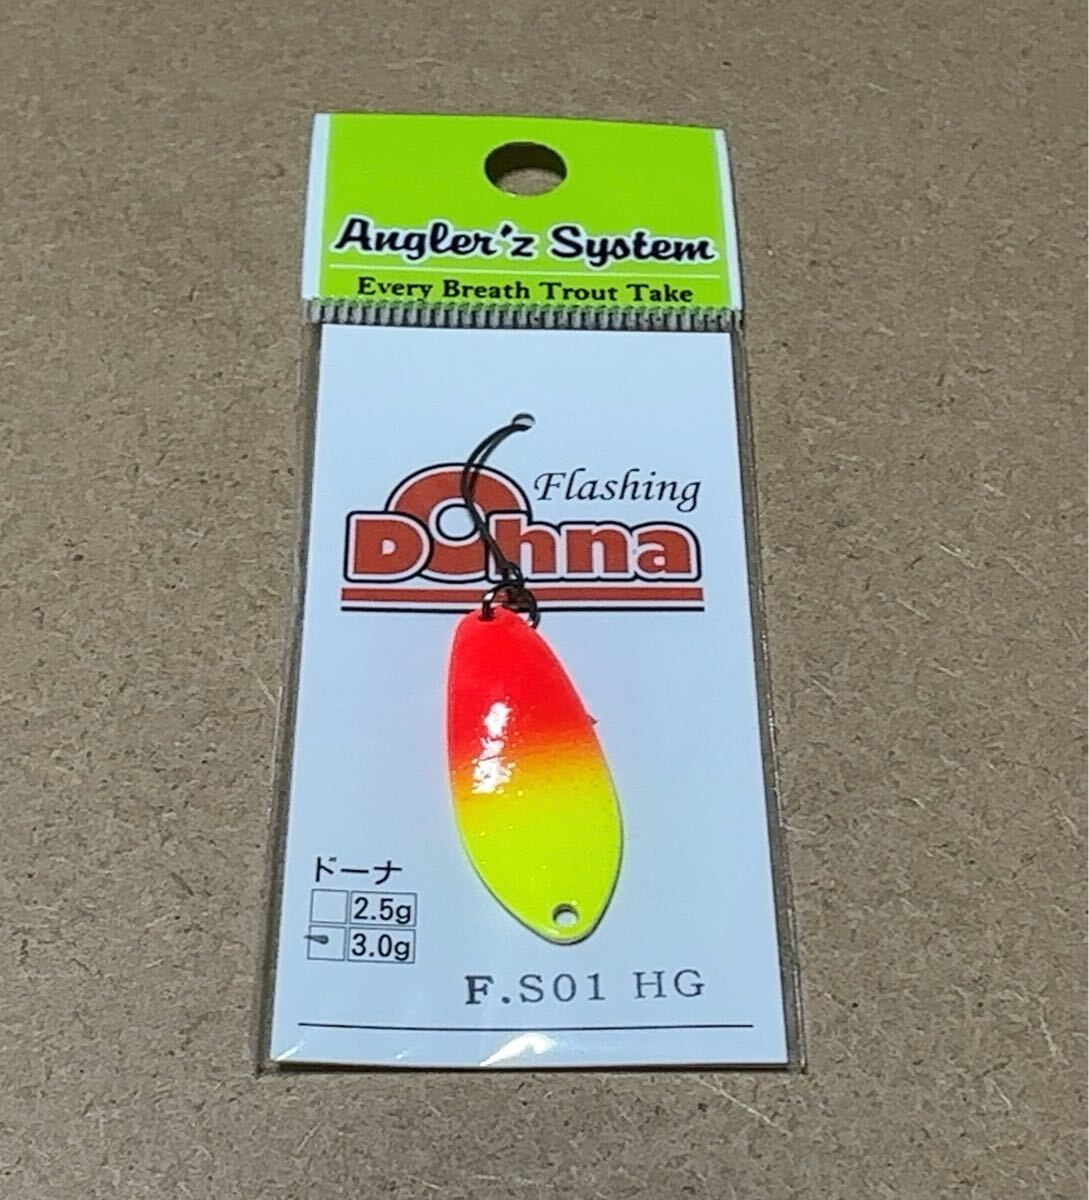 Angler'z System
Every Breath Trout Take
Flashing
Dohna
ドーナ
2.5g
3.0g
F.S01 HG